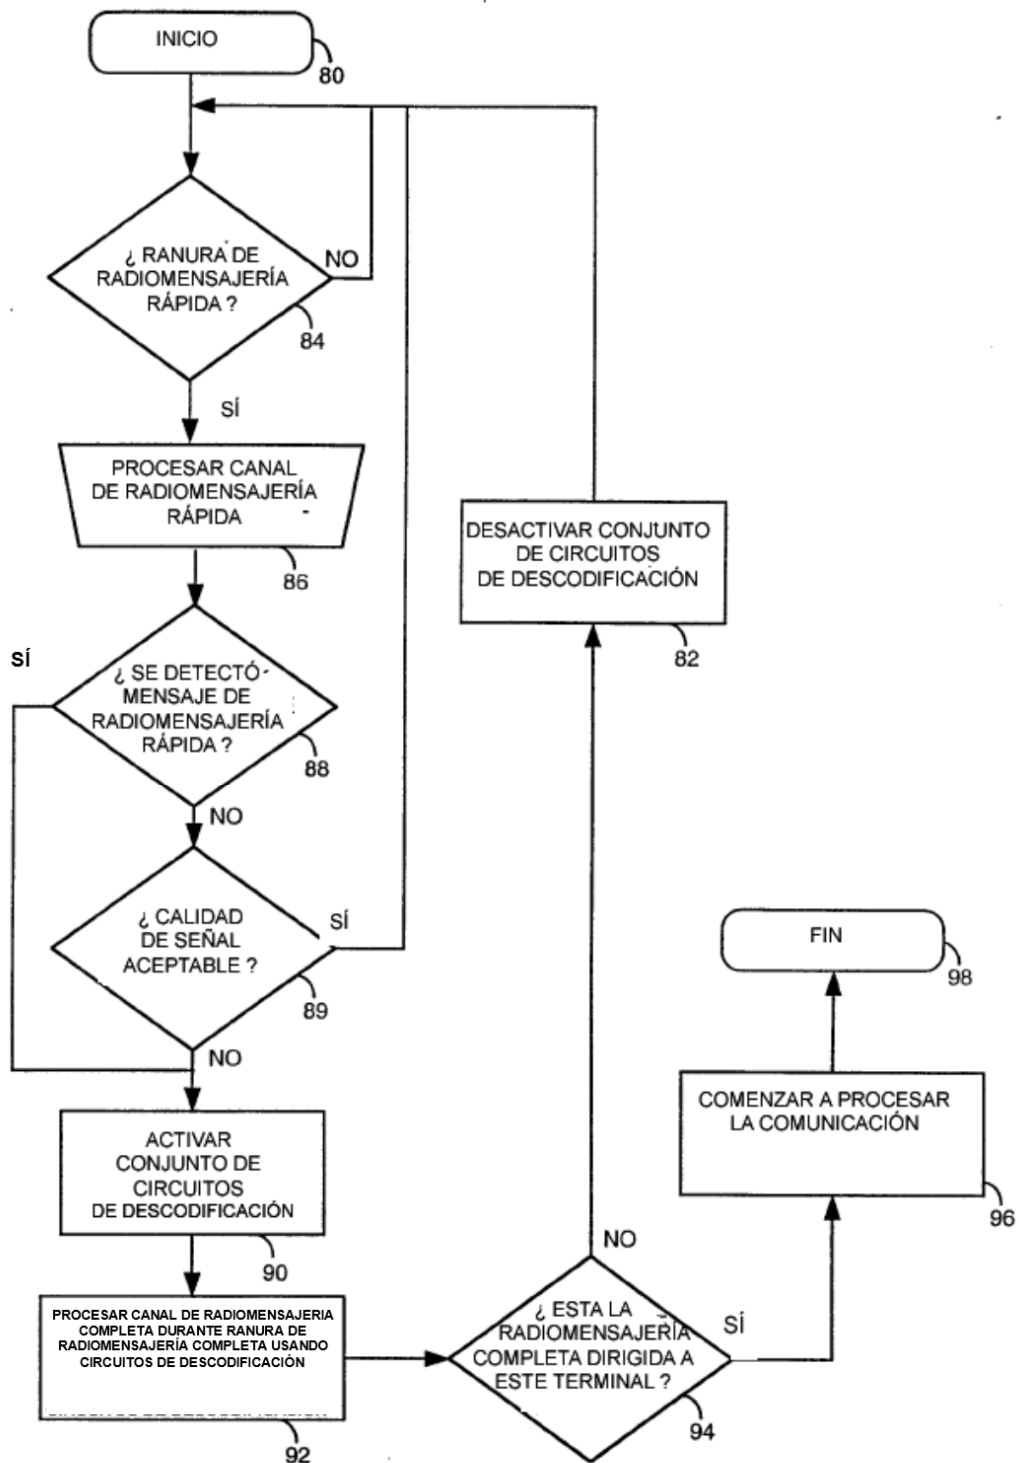 INICIO
80
¿ RANURA DE
RADIOMENSAJERÍA
RÁPIDA ?
NO
84
SÍ
PROCESAR CANAL
DE RADIOMENSAJERÍA
RÁPIDA
86
DESACTIVAR CONJUNTO
DE CIRCUITOS
DE DESCODIFICACIÓN
82
SÍ
¿ SE DETECTÓ
MENSAJE DE
RADIOMENSAJERÍA
RÁPIDA ?
88
NO
¿ CALIDAD
DE SEÑAL
ACEPTABLE ?
SÍ
89
NO
FIN
98
COMENZAR A PROCESAR
LA COMUNICACIÓN
96
ACTIVAR
CONJUNTO DE
CIRCUITOS
DE DESCODIFICACIÓN
90
PROCESAR CANAL DE RADIOMENSAJERIA
COMPLETA DURANTE RANURA DE
RADIOMENSAJERÍA COMPLETA USANDO
CIRCUITOS DE DESCODIFICACIÓN
92
NO
¿ ESTA LA
RADIOMENSAJERÍA
COMPLETA DIRIGIDA A
ESTE TERMINAL ?
SÍ
94